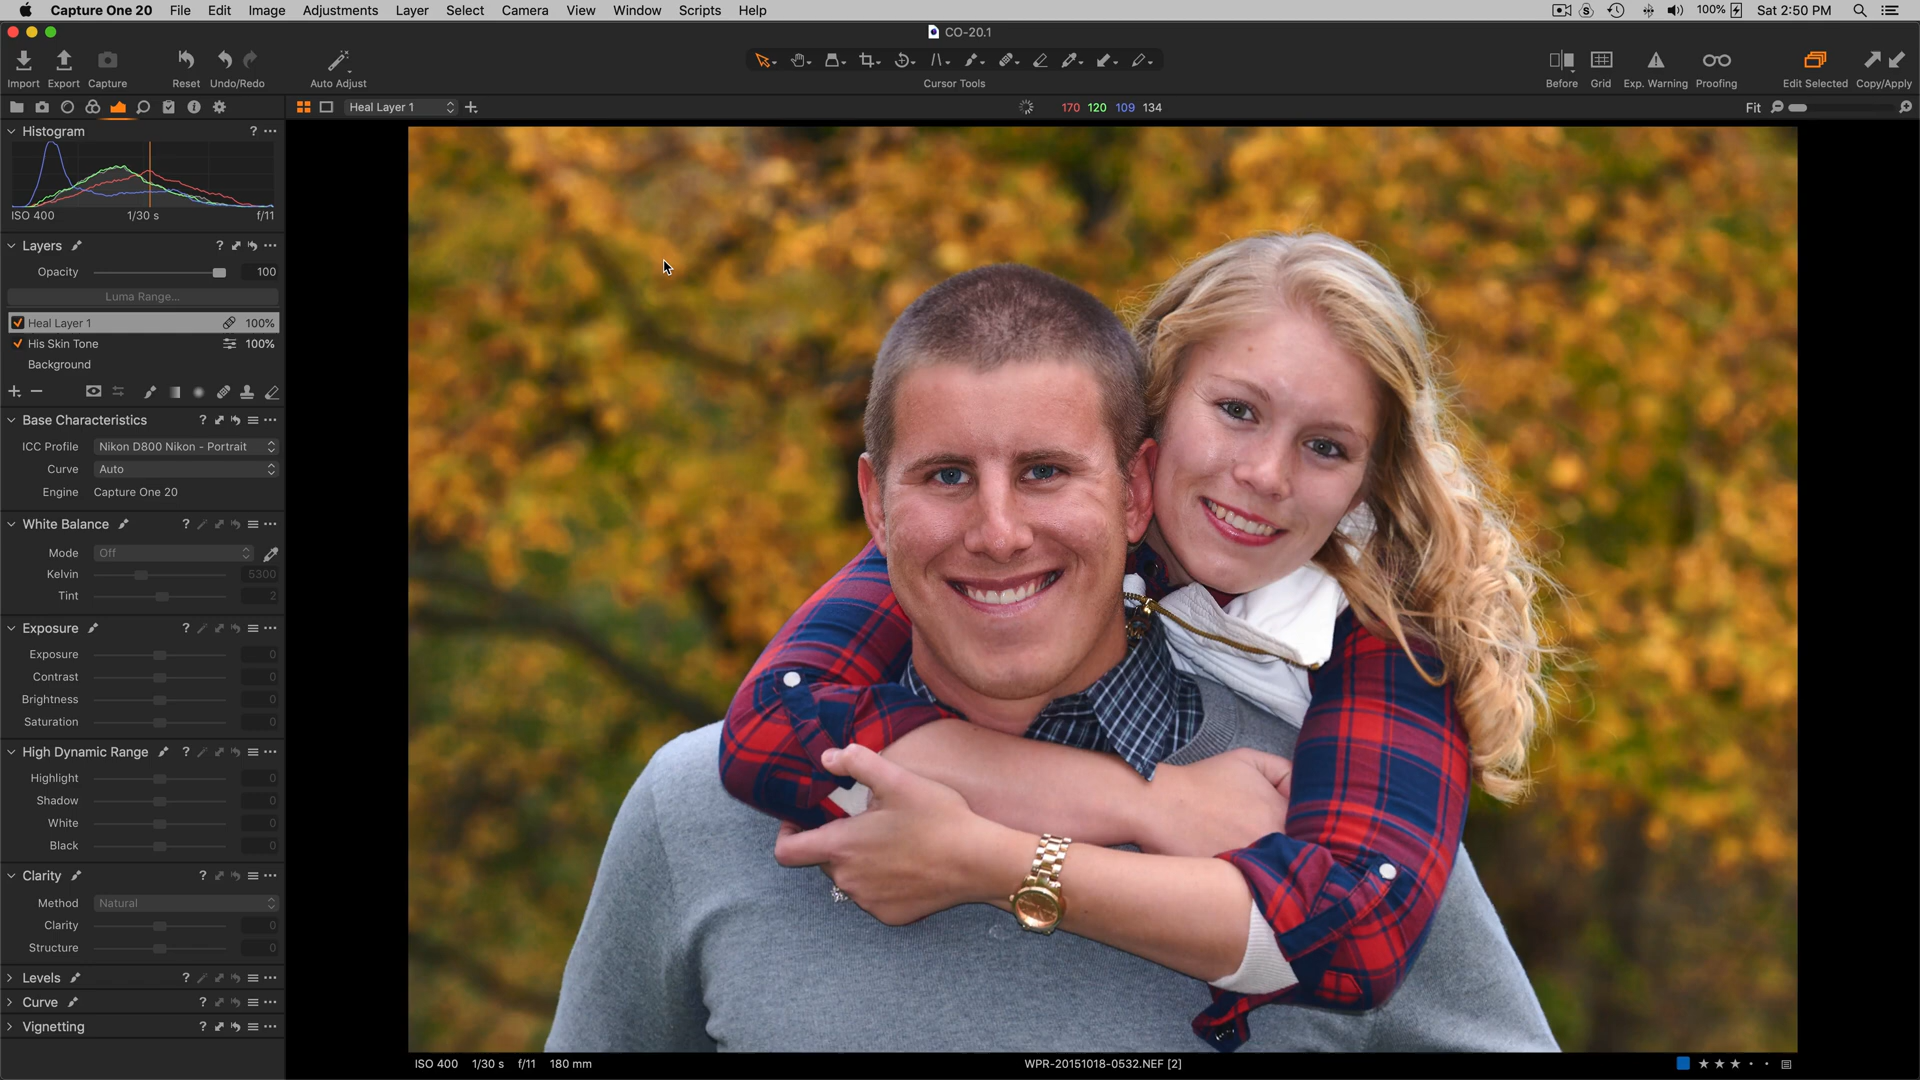 Capture One 20 File Edit Image Adjustments Layer Select Camera View Window Scripts Help 100% Sat 2:50 PM
CO-20.1
Import Export Capture Reset Undo/Redo Auto Adjust Cursor Tools Before Grid Exp. Warning Proofing Edit Selected Copy/Apply
Heal Layer 1 170 120 109 134 Fit
Histogram ?
ISO 400 1/30 s f/11
Layers ?
Opacity 100
Luma Range...
Heal Layer 1 100%
His Skin Tone 100%
Background
Base Characteristics ?
ICC Profile Nikon D800 Nikon - Portrait
Curve Auto
Engine Capture One 20
White Balance ?
Mode Off
Kelvin 5300
Tint 2
Exposure ?
Exposure 0
Contrast 0
Brightness 0
Saturation 0
High Dynamic Range ?
Highlight 0
Shadow 0
White 0
Black 0
Clarity ?
Method Natural
Clarity 0
Structure 0
Levels ?
Curve ?
Vignetting ?
ISO 400 1/30 s f/11 180 mm WPR-20151018-0532.NEF [2]